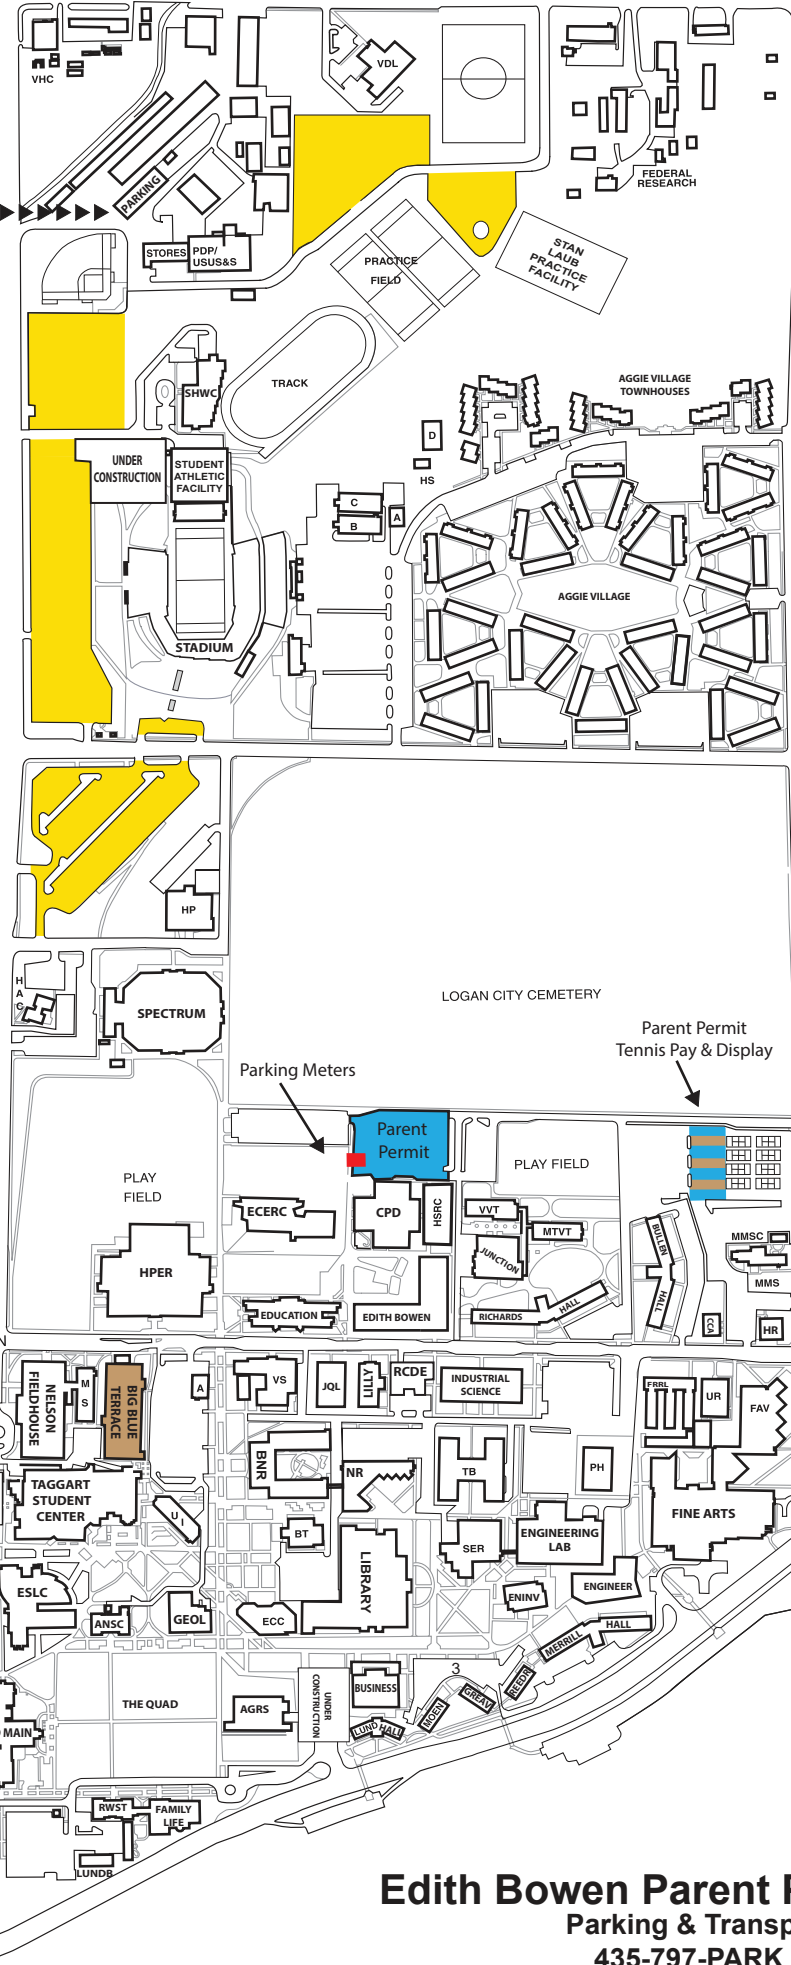 VHC
VDL
FEDERAL
RESEARCH
PARKING
STORES
PDP/
USUS&S
PRACTICE
FIELD
STAN
LAUB
PRACTICE
FACILITY
TRACK
SHWC
AGGIE VILLAGE
TOWNHOUSES
D
HS
UNDER
CONSTRUCTION
STUDENT
ATHLETIC
FACILITY
C
B
A
AGGIE VILLAGE
STADIUM
HP
H
A
C
SPECTRUM
LOGAN CITY CEMETERY
Parent Permit
Tennis Pay & Display
Parking Meters
Parent
Permit
PLAY
FIELD
PLAY FIELD
ECERC
CPD
HSRC
VVT
MTVT
JUNCTION
BULLEN
HALL
MMSC
MMS
HPER
EDUCATION
EDITH BOWEN
RICHARDS
HALL
CCA
HR
N
NELSON
FIELDHOUSE
M
S
BIG BLUE
TERRACE
A
VS
JQL
UTILITY
RCDE
INDUSTRIAL
SCIENCE
FRRL
UR
FAV
BNR
NR
TB
PH
TAGGART
STUDENT
CENTER
U I
BT
LIBRARY
SER
ENGINEERING
LAB
FINE ARTS
ESLC
ANSC
GEOL
ECC
ENINV
ENGINEER
MERRILL
HALL
THE QUAD
AGRS
UNDER
CONSTRUCTION
BUSINESS
LUND HALL
3
MOEN
GREAV
REEDR
MAIN
RWST
FAMILY
LIFE
LUNDB
Edith Bowen Parent P
Parking & Transp
435-797-PARK